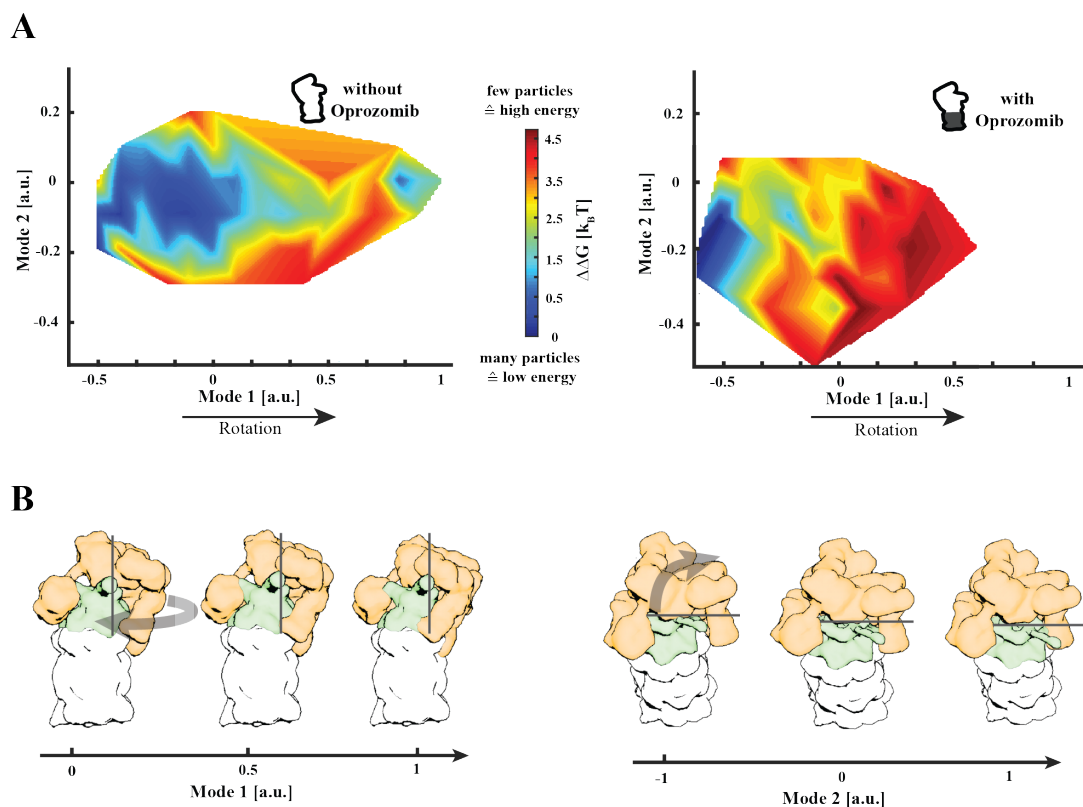 A
without
Oprozomib
few particles
≙ high energy
with
Oprozomib
0.2
0
-0.2
-0.4
Mode 2 [a.u.]
-0.5
0
0.5
1
Mode 1 [a.u.]
Rotation
4.5
3.5
2.5
1.5
0.5
0
ΔΔG [kBT]
many particles
≙ low energy
0.2
0
-0.2
-0.4
Mode 2 [a.u.]
-0.5
0
0.5
1
Mode 1 [a.u.]
Rotation
B
0
0.5
1
Mode 1 [a.u.]
-1
0
1
Mode 2 [a.u.]